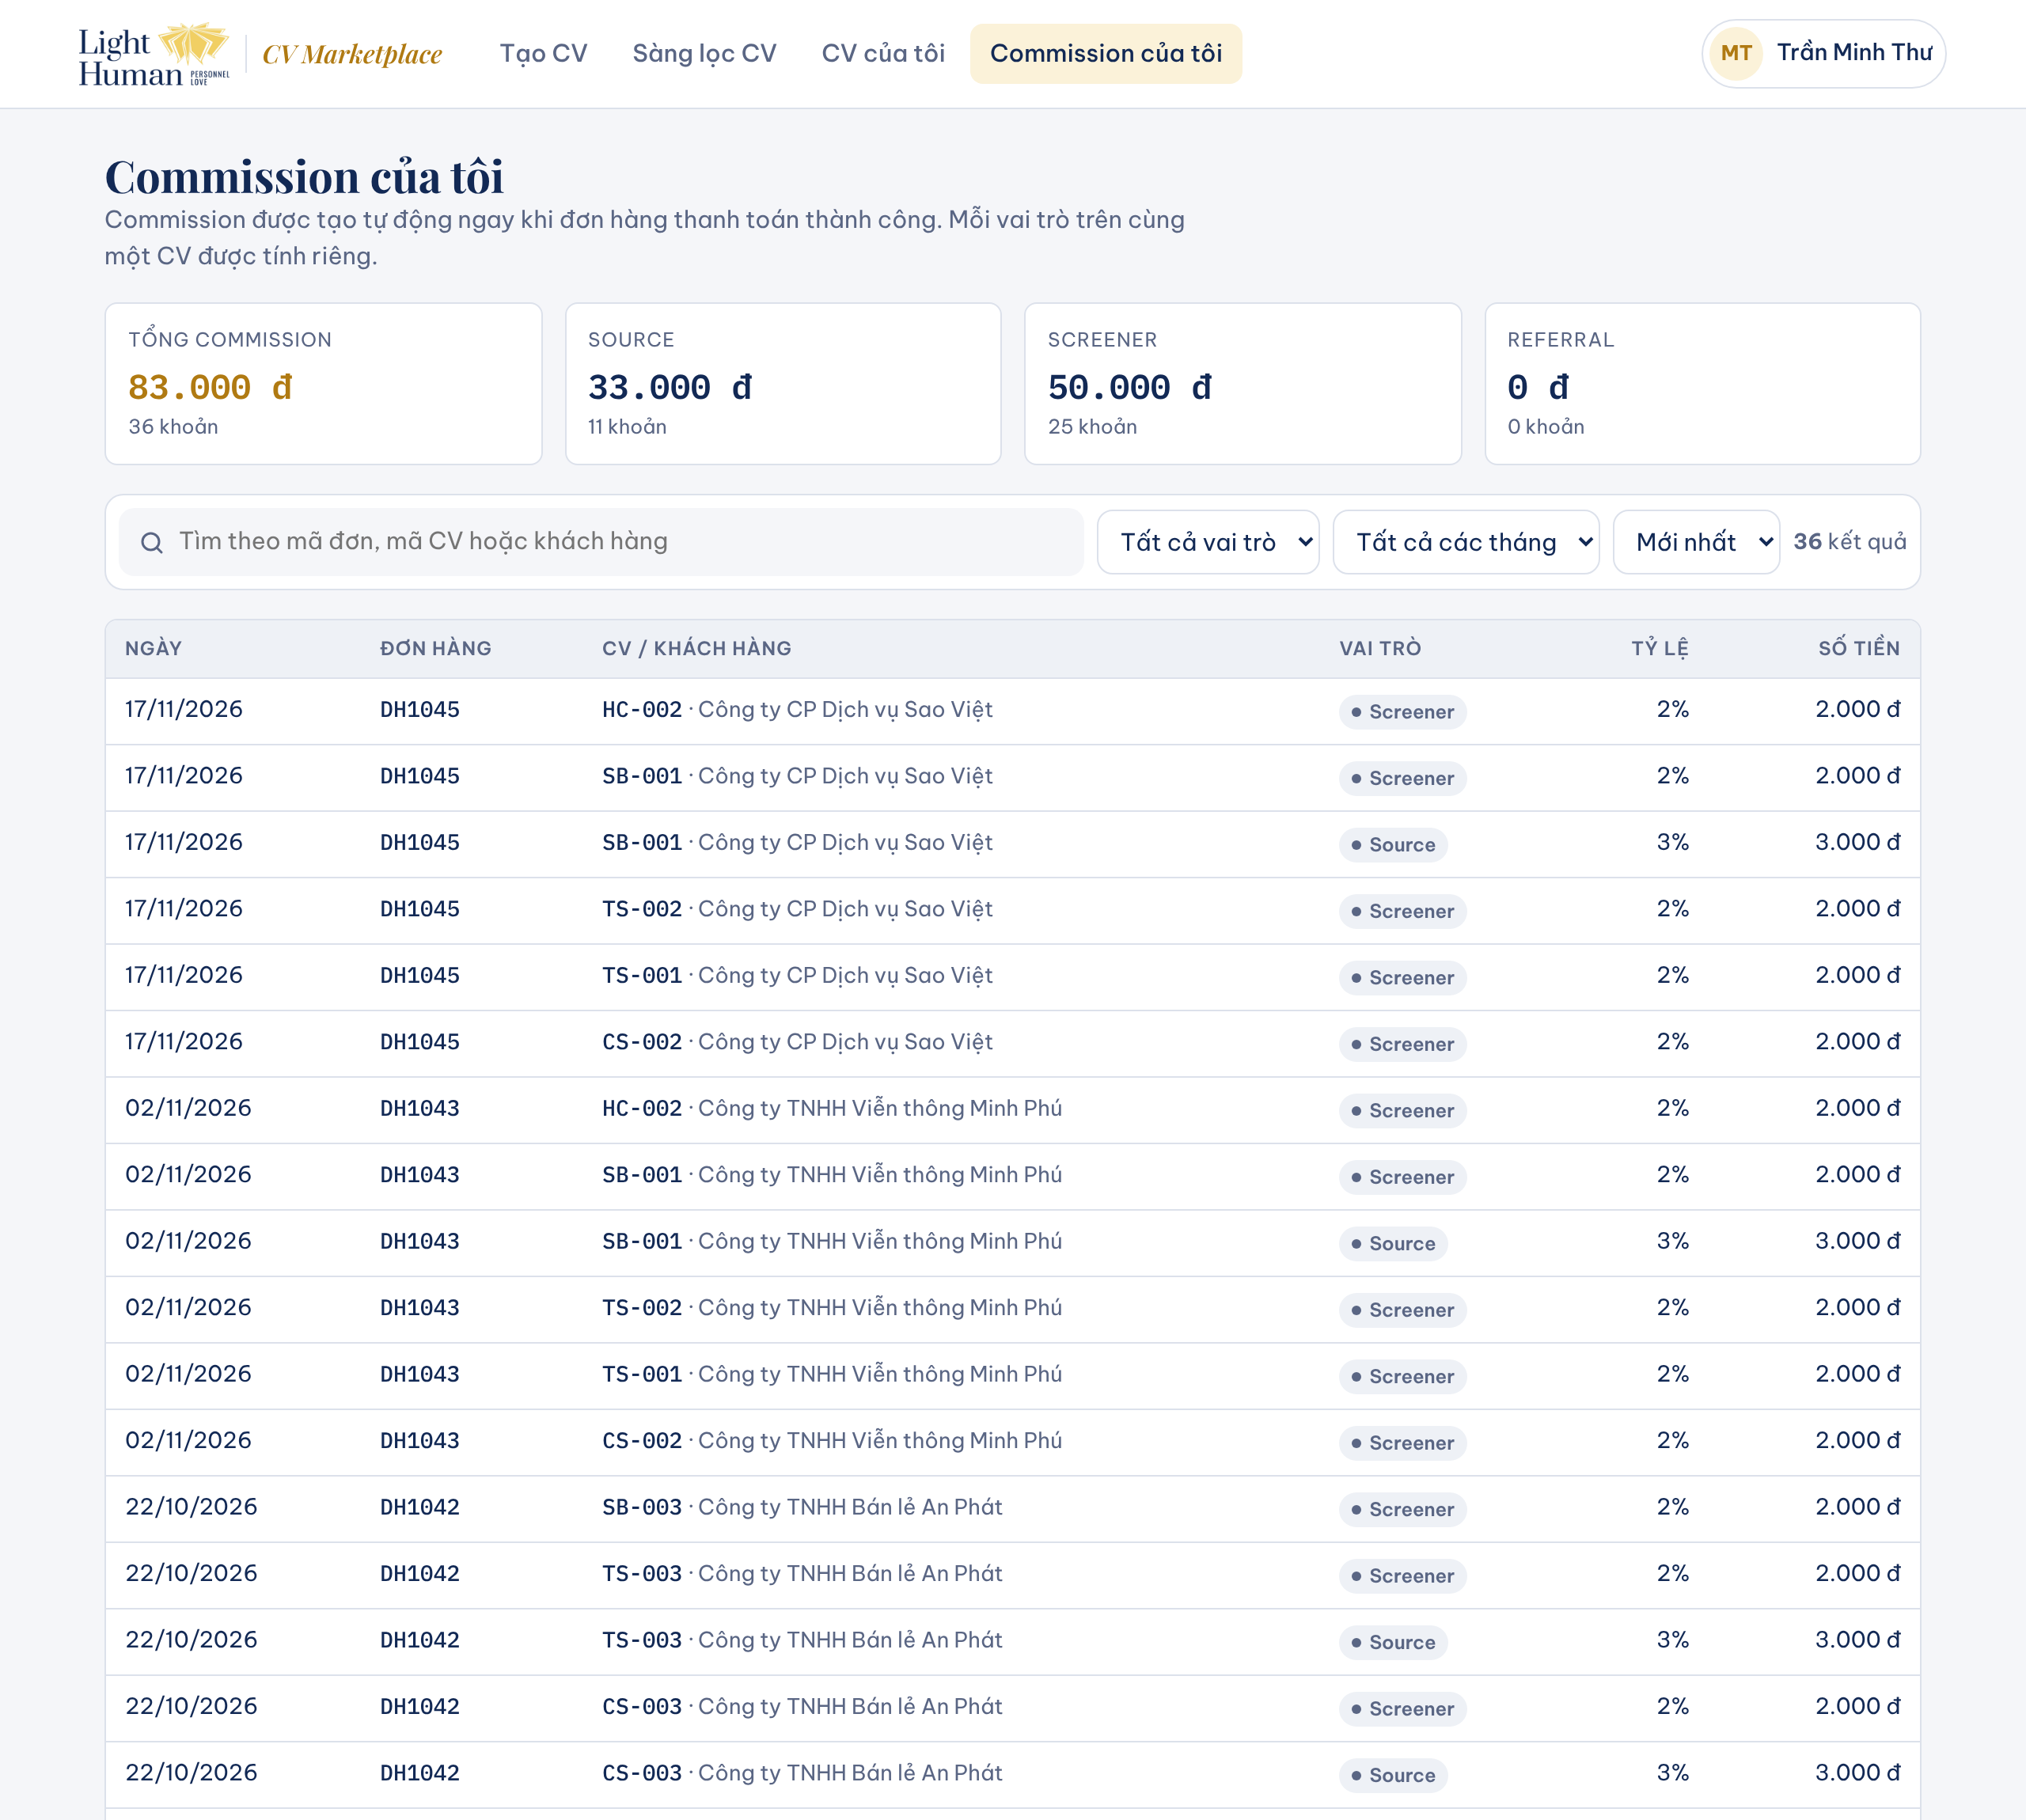 Light Human PERSONNEL LOVE
CV Marketplace
Tạo CV
Sàng lọc CV
CV của tôi
Commission của tôi
MT Trần Minh Thư
Commission của tôi
Commission được tạo tự động ngay khi đơn hàng thanh toán thành công. Mỗi vai trò trên cùng
một CV được tính riêng.
TỔNG COMMISSION
83.000 đ
36 khoản
SOURCE
33.000 đ
11 khoản
SCREENER
50.000 đ
25 khoản
REFERRAL
0 đ
0 khoản
Tìm theo mã đơn, mã CV hoặc khách hàng
Tất cả vai trò
Tất cả các tháng
Mới nhất
36 kết quả
NGÀY ĐƠN HÀNG CV / KHÁCH HÀNG VAI TRÒ TỶ LỆ SỐ TIỀN
17/11/2026 DH1045 HC-002 · Công ty CP Dịch vụ Sao Việt Screener 2% 2.000 đ
17/11/2026 DH1045 SB-001 · Công ty CP Dịch vụ Sao Việt Screener 2% 2.000 đ
17/11/2026 DH1045 SB-001 · Công ty CP Dịch vụ Sao Việt Source 3% 3.000 đ
17/11/2026 DH1045 TS-002 · Công ty CP Dịch vụ Sao Việt Screener 2% 2.000 đ
17/11/2026 DH1045 TS-001 · Công ty CP Dịch vụ Sao Việt Screener 2% 2.000 đ
17/11/2026 DH1045 CS-002 · Công ty CP Dịch vụ Sao Việt Screener 2% 2.000 đ
02/11/2026 DH1043 HC-002 · Công ty TNHH Viễn thông Minh Phú Screener 2% 2.000 đ
02/11/2026 DH1043 SB-001 · Công ty TNHH Viễn thông Minh Phú Screener 2% 2.000 đ
02/11/2026 DH1043 SB-001 · Công ty TNHH Viễn thông Minh Phú Source 3% 3.000 đ
02/11/2026 DH1043 TS-002 · Công ty TNHH Viễn thông Minh Phú Screener 2% 2.000 đ
02/11/2026 DH1043 TS-001 · Công ty TNHH Viễn thông Minh Phú Screener 2% 2.000 đ
02/11/2026 DH1043 CS-002 · Công ty TNHH Viễn thông Minh Phú Screener 2% 2.000 đ
22/10/2026 DH1042 SB-003 · Công ty TNHH Bán lẻ An Phát Screener 2% 2.000 đ
22/10/2026 DH1042 TS-003 · Công ty TNHH Bán lẻ An Phát Screener 2% 2.000 đ
22/10/2026 DH1042 TS-003 · Công ty TNHH Bán lẻ An Phát Source 3% 3.000 đ
22/10/2026 DH1042 CS-003 · Công ty TNHH Bán lẻ An Phát Screener 2% 2.000 đ
22/10/2026 DH1042 CS-003 · Công ty TNHH Bán lẻ An Phát Source 3% 3.000 đ